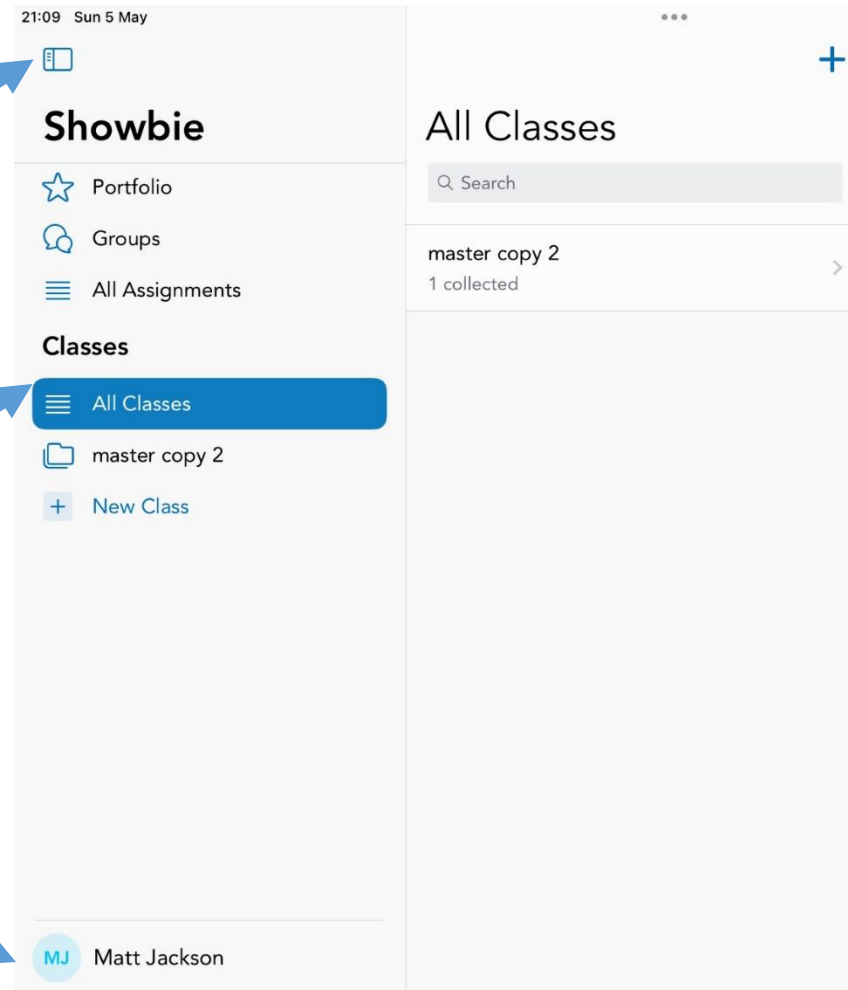 21:09 Sun 5 May
Showbie
Portfolio
Groups
All Assignments
Classes
All Classes
master copy 2
New Class
MJ Matt Jackson
All Classes
Search
master copy 2
1 collected